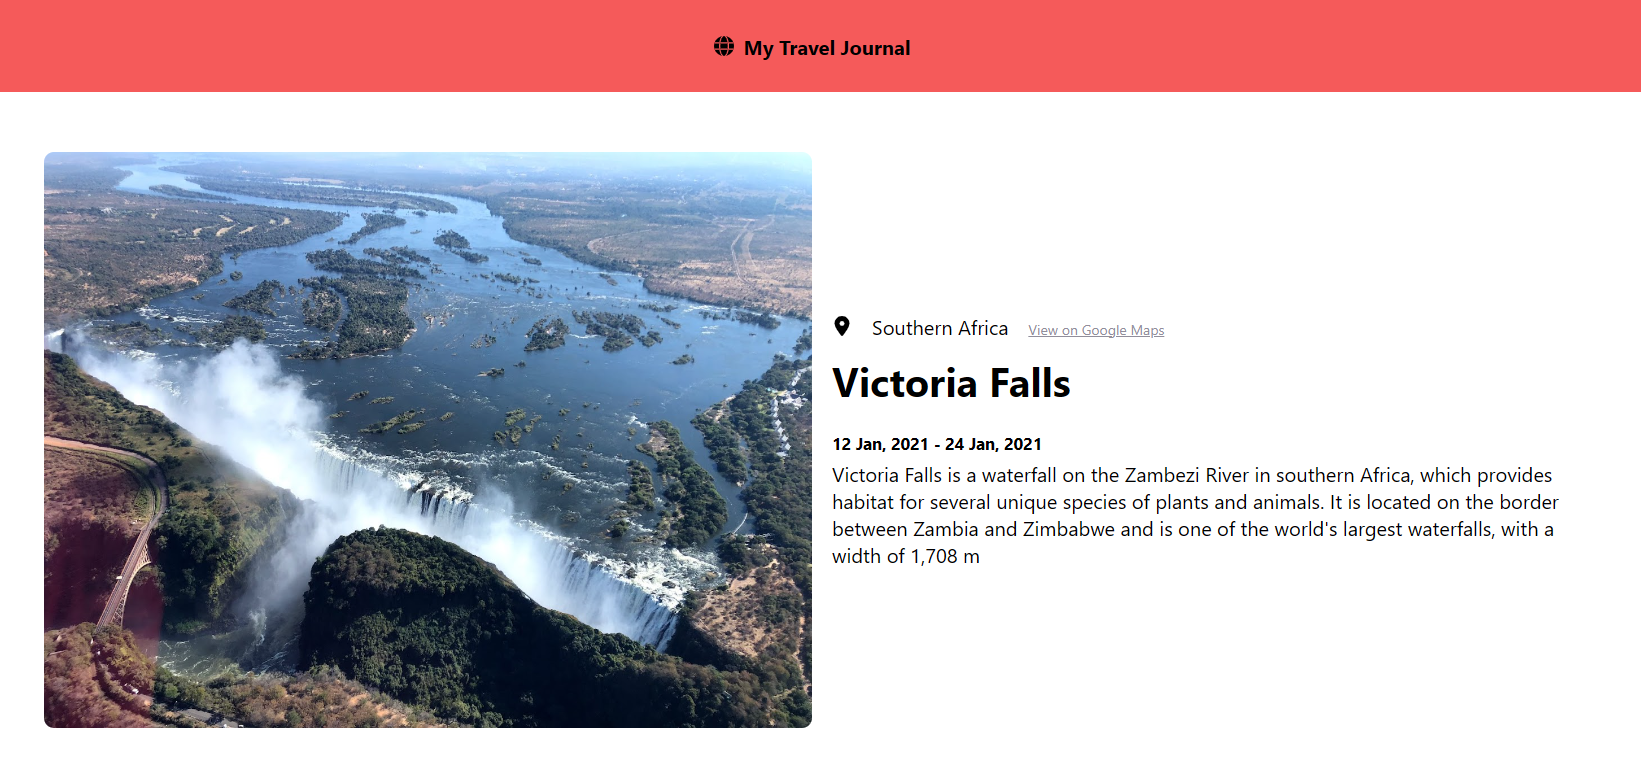 My Travel Journal
Southern Africa View on Google Maps
Victoria Falls
12 Jan, 2021 - 24 Jan, 2021
Victoria Falls is a waterfall on the Zambezi River in southern Africa, which provides
habitat for several unique species of plants and animals. It is located on the border
between Zambia and Zimbabwe and is one of the world's largest waterfalls, with a
width of 1,708 m